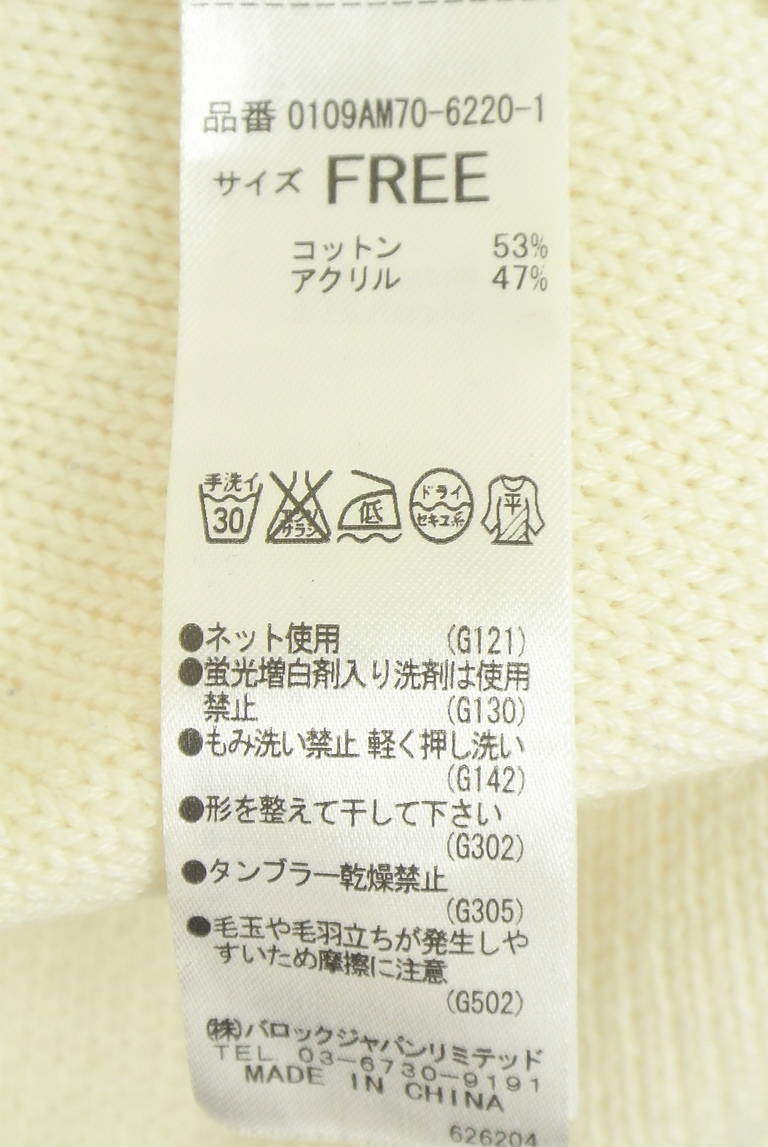 品番 0109AM70-6220-1
サイズ FREE
コットン 53%
アクリル 47%
手洗イ
30
エンソ
サラシ
低
ドライ
セキユ系
平
●ネット使用 (G121)
●蛍光増白剤入り洗剤は使用
禁止 (G130)
●もみ洗い禁止 軽く押し洗い
(G142)
●形を整えて干して下さい
(G302)
●タンブラー乾燥禁止
(G305)
●毛玉や毛羽立ちが発生しや
すいため摩擦に注意
(G502)
㈱バロックジャパンリミテッド
TEL 03-6730-9191
MADE IN CHINA
626204